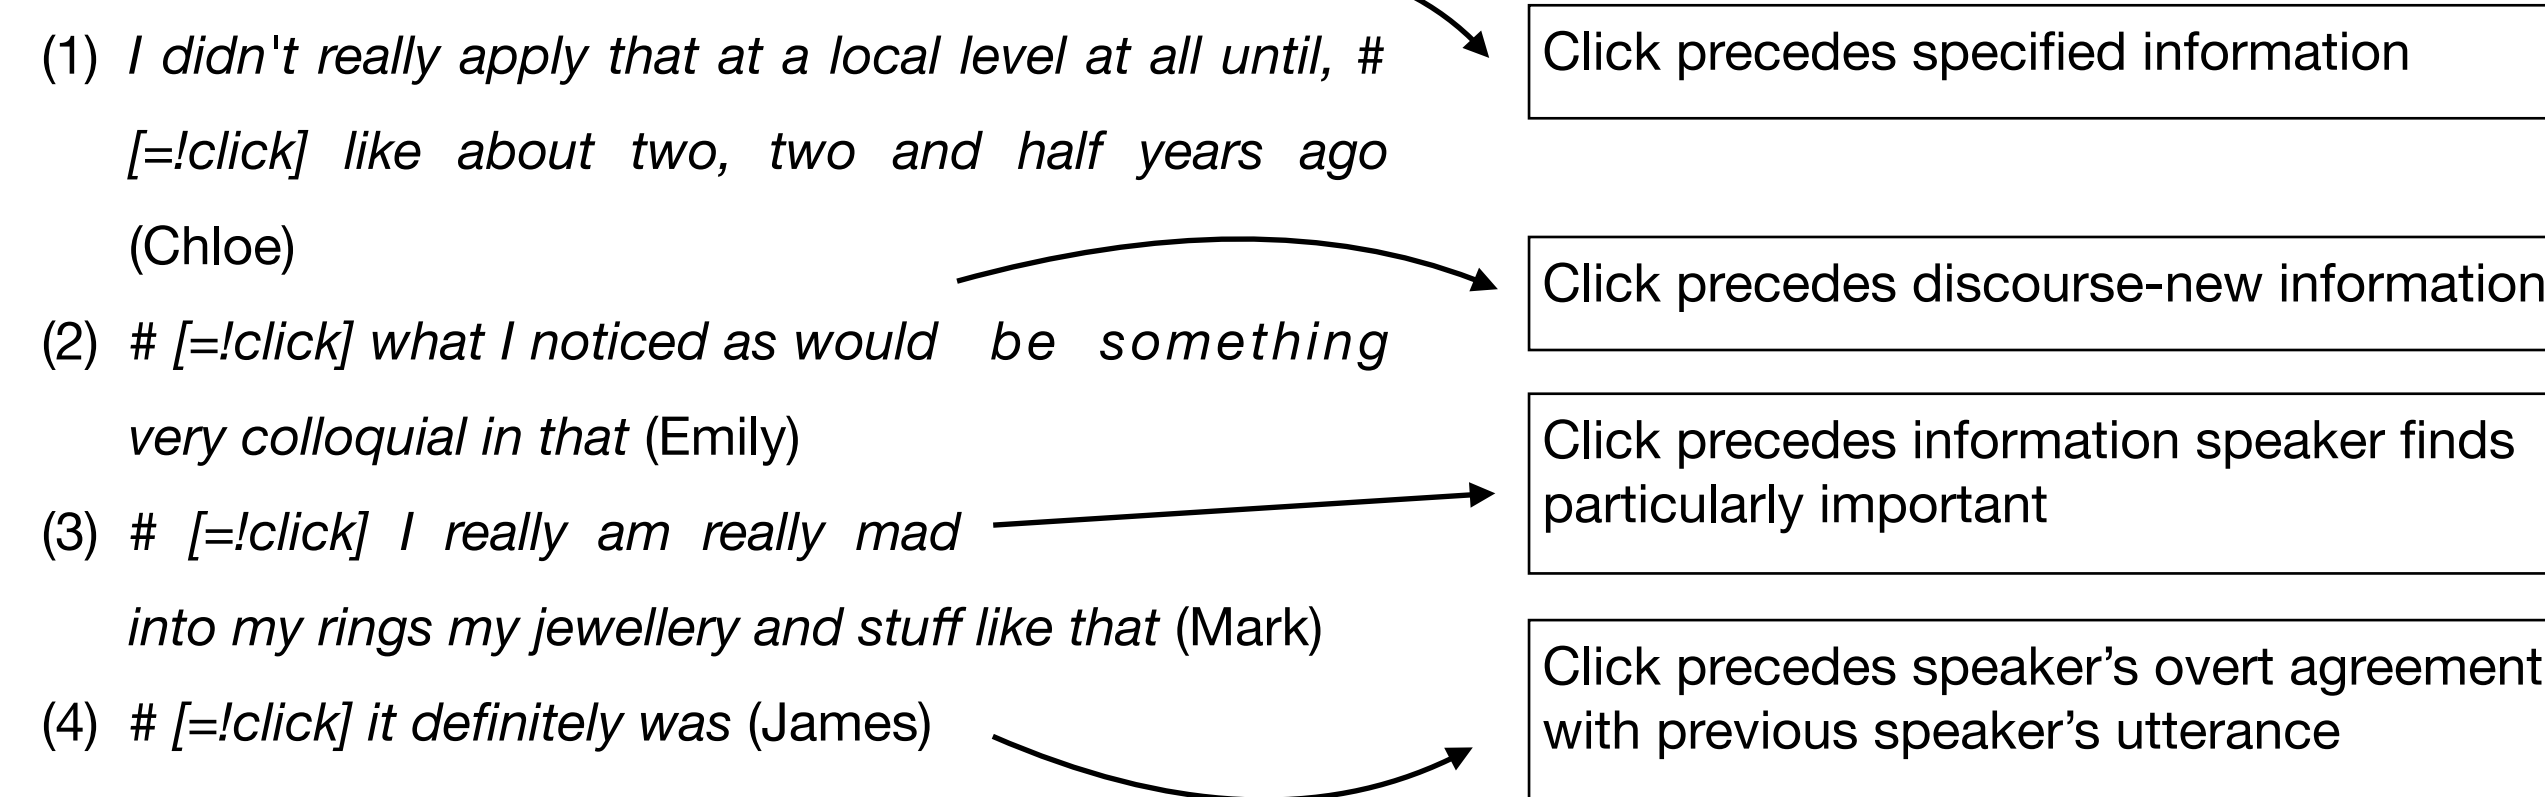 (1) I didn't really apply that at a local level at all until, #
[=!click] like about two, two and half years ago
(Chloe)
(2) # [=!click] what I noticed as would be something
very colloquial in that (Emily)
(3) # [=!click] I really am really mad
into my rings my jewellery and stuff like that (Mark)
(4) # [=!click] it definitely was (James)
Click precedes specified information
Click precedes discourse-new information
Click precedes information speaker finds
particularly important
Click precedes speaker’s overt agreement
with previous speaker’s utterance